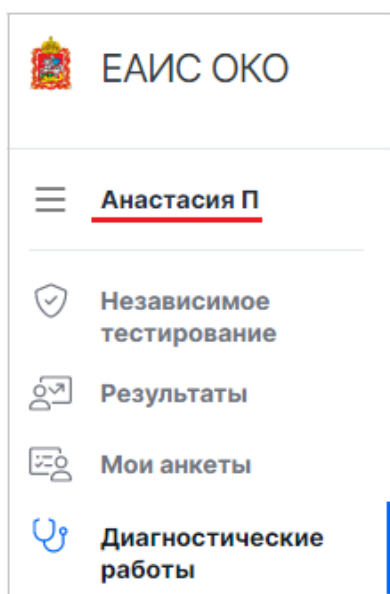 ЕАИС ОКО
Анастасия П
Независимое
тестирование
Результаты
Мои анкеты
Диагностические
работы